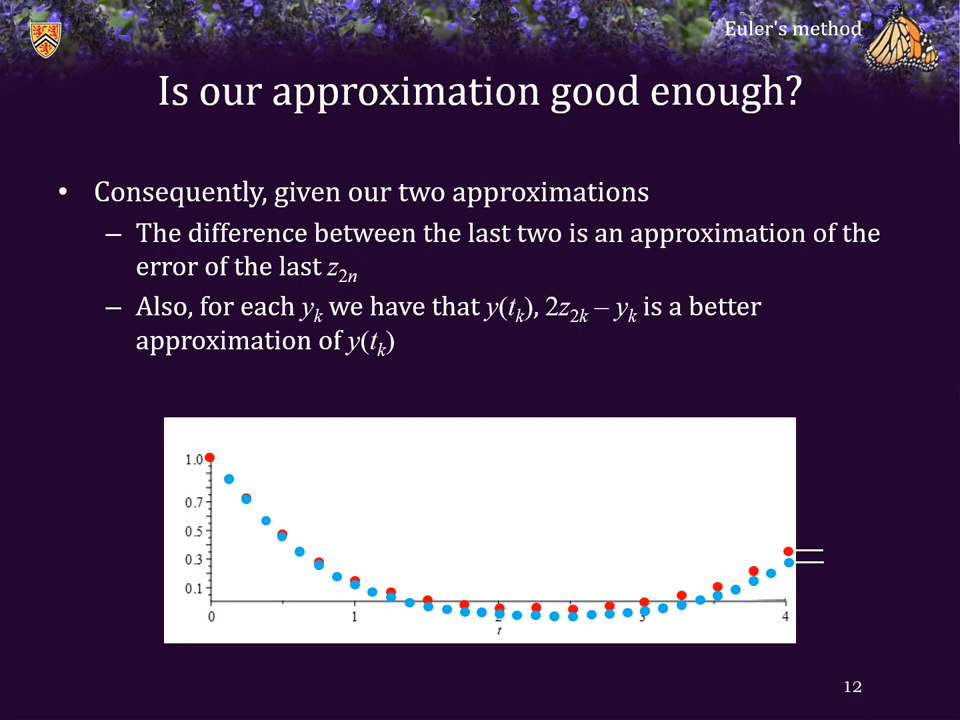 Euler's method
Is our approximation good enough?
• Consequently, given our two approximations
– The difference between the last two is an approximation of the
error of the last z2n
– Also, for each yk we have that y(tk), 2z2k – yk is a better
approximation of y(tk)
1.0
0.7
0.5
0.3
0.1
0 1 2 3 4
t
12